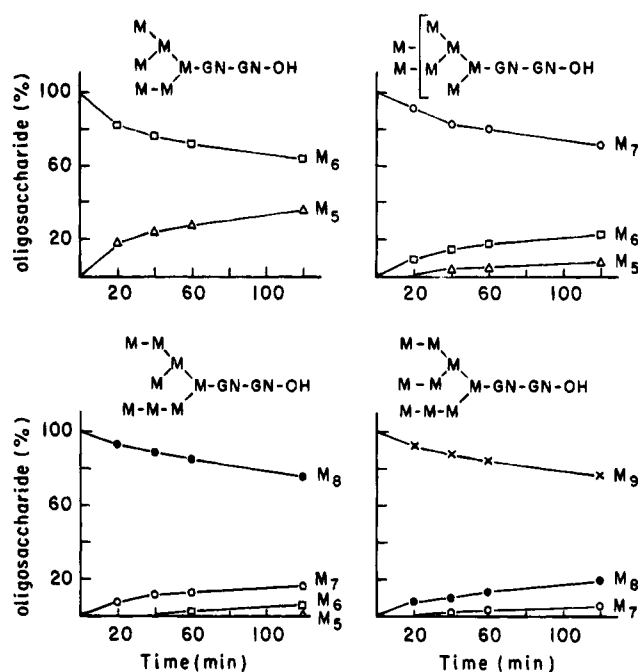 M
M
M
M-GN-GN-OH
M-M
100
60
20
oligosaccharide (%)
M6
M5
20 60 100
M
M-
M
M-M
M-GN-GN-OH
M
M7
M6
M5
20 60 100
M-M
M
M
M-GN-GN-OH
M-M-M
100
60
20
oligosaccharide (%)
M8
M7
M6
M5
20 60 100
Time (min)
M-M
M
M-M
M-GN-GN-OH
M-M-M
M9
M8
M7
20 60 100
Time (min)